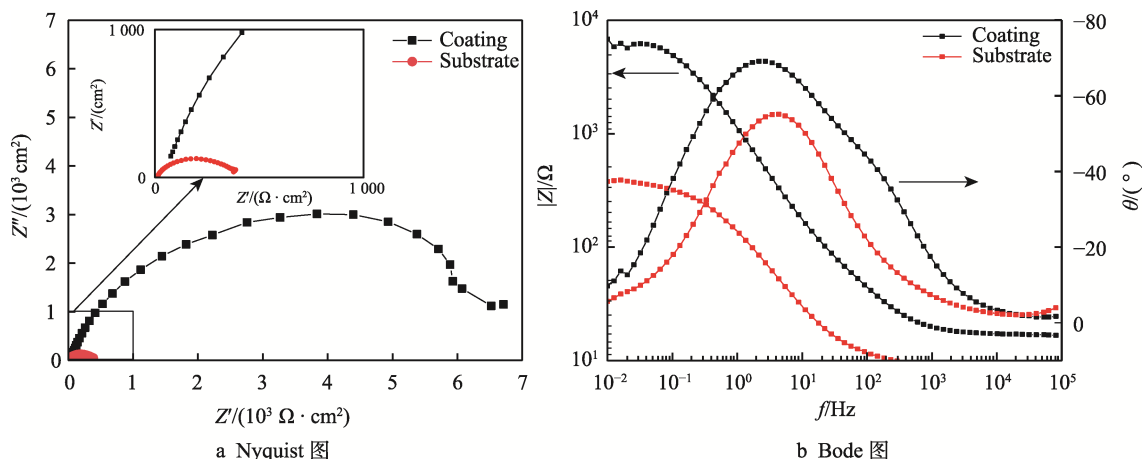 7
6
5
4
3
2
1
0
Z″/(10³ cm²)
0 1 2 3 4 5 6 7
Z′/(10³ Ω · cm²)
Coating
Substrate
1 000
0
Z′/(cm²)
0 1 000
Z′/(Ω · cm²)
a Nyquist 图
10⁴
10³
10²
10¹
|Z|/Ω
10⁻² 10⁻¹ 10⁰ 10¹ 10² 10³ 10⁴ 10⁵
f/Hz
Coating
Substrate
−80
−60
−40
−20
0
θ/(°)
b Bode 图